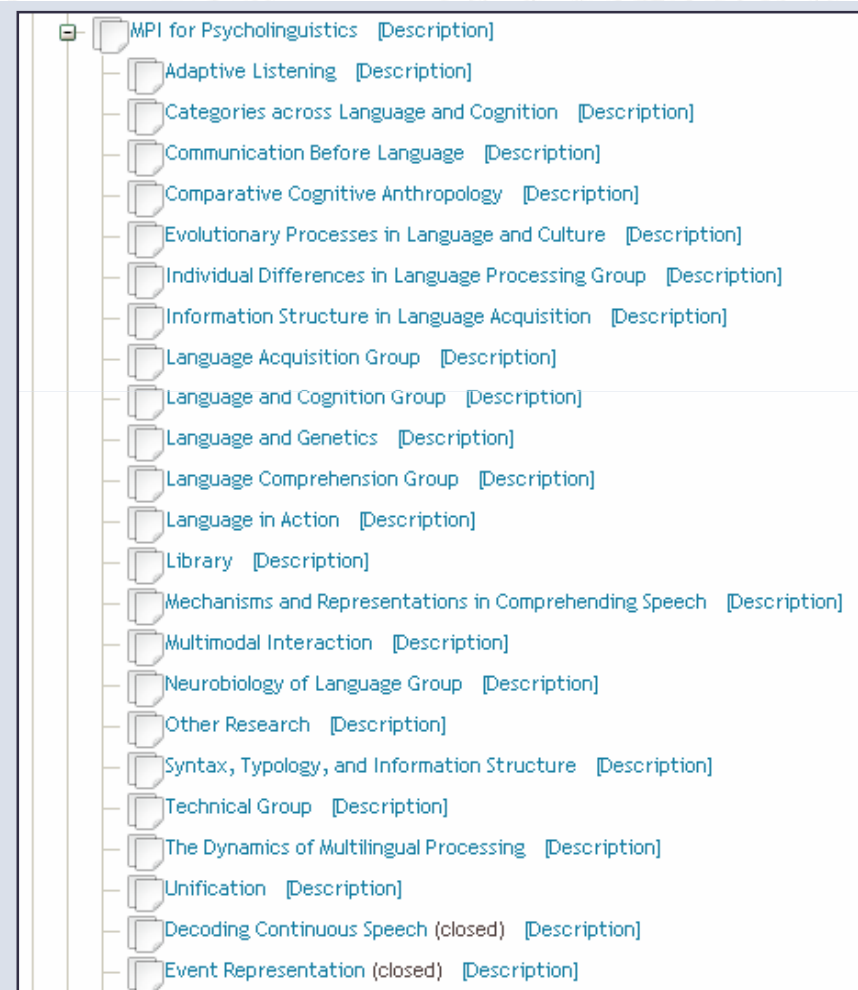 MPI for Psycholinguistics [Description]
Adaptive Listening [Description]
Categories across Language and Cognition [Description]
Communication Before Language [Description]
Comparative Cognitive Anthropology [Description]
Evolutionary Processes in Language and Culture [Description]
Individual Differences in Language Processing Group [Description]
Information Structure in Language Acquisition [Description]
Language Acquisition Group [Description]
Language and Cognition Group [Description]
Language and Genetics [Description]
Language Comprehension Group [Description]
Language in Action [Description]
Library [Description]
Mechanisms and Representations in Comprehending Speech [Description]
Multimodal Interaction [Description]
Neurobiology of Language Group [Description]
Other Research [Description]
Syntax, Typology, and Information Structure [Description]
Technical Group [Description]
The Dynamics of Multilingual Processing [Description]
Unification [Description]
Decoding Continuous Speech (closed) [Description]
Event Representation (closed) [Description]